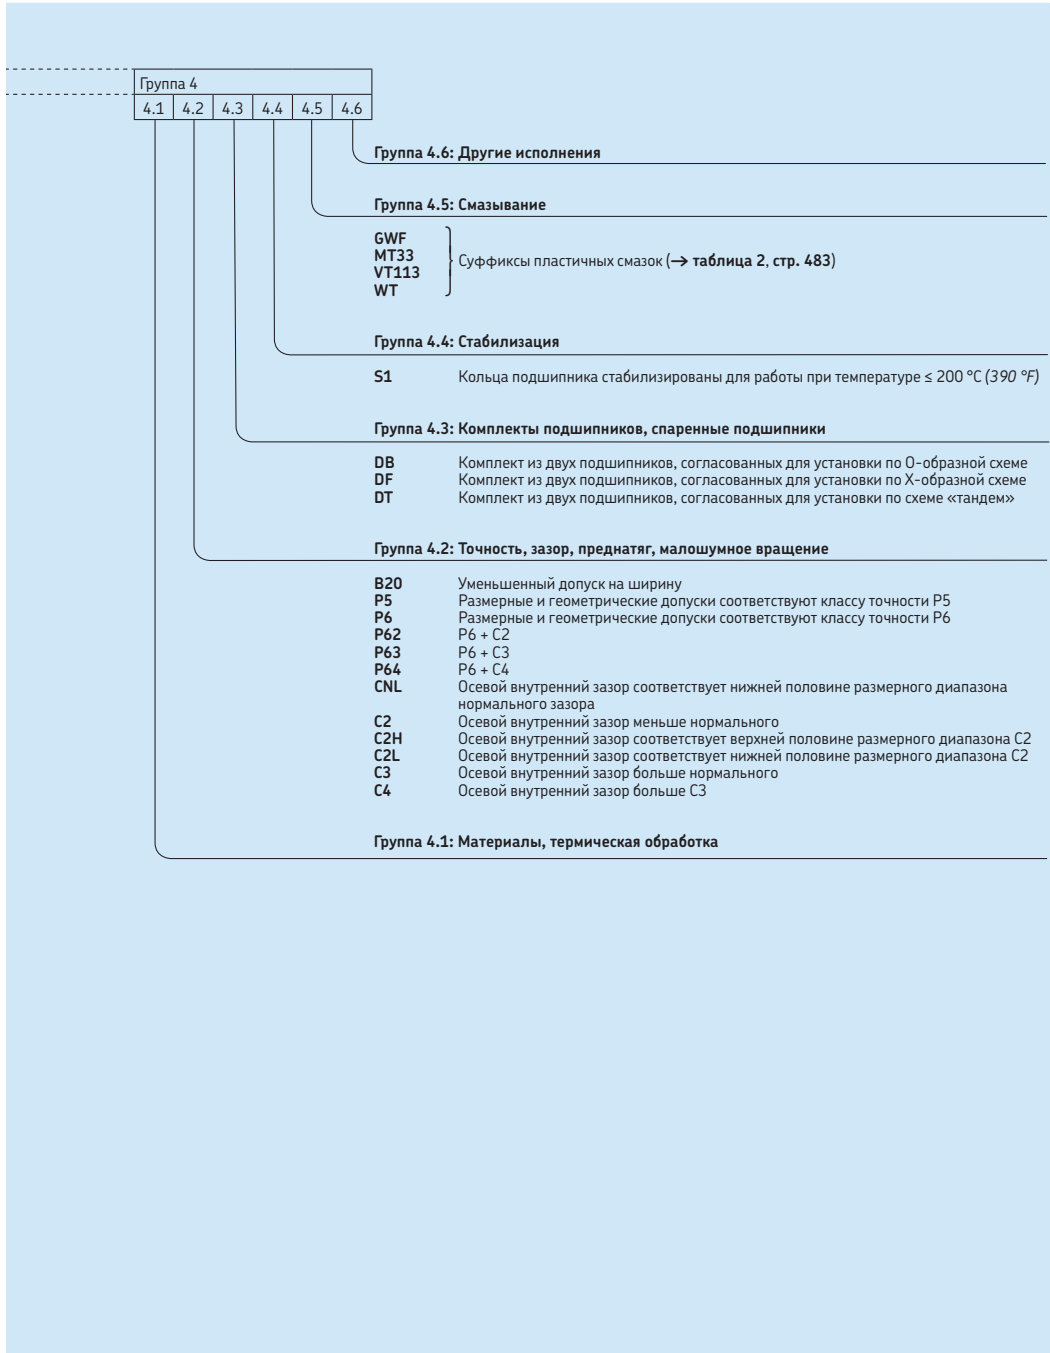 Группа 4
4.1 4.2 4.3 4.4 4.5 4.6
Группа 4.6: Другие исполнения
Группа 4.5: Смазывание
GWF
MT33
VT113
WT
Суффиксы пластичных смазок (→ таблица 2, стр. 483)
Группа 4.4: Стабилизация
S1 Кольца подшипника стабилизированы для работы при температуре ≤ 200 °C (390 °F)
Группа 4.3: Комплекты подшипников, спаренные подшипники
DB Комплект из двух подшипников, согласованных для установки по О-образной схеме
DF Комплект из двух подшипников, согласованных для установки по Х-образной схеме
DT Комплект из двух подшипников, согласованных для установки по схеме «тандем»
Группа 4.2: Точность, зазор, преднатяг, малошумное вращение
B20 Уменьшенный допуск на ширину
P5 Размерные и геометрические допуски соответствуют классу точности P5
P6 Размерные и геометрические допуски соответствуют классу точности P6
P62 P6 + C2
P63 P6 + C3
P64 P6 + C4
CNL Осевой внутренний зазор соответствует нижней половине размерного диапазона
нормального зазора
C2 Осевой внутренний зазор меньше нормального
C2H Осевой внутренний зазор соответствует верхней половине размерного диапазона C2
C2L Осевой внутренний зазор соответствует нижней половине размерного диапазона C2
C3 Осевой внутренний зазор больше нормального
C4 Осевой внутренний зазор больше C3
Группа 4.1: Материалы, термическая обработка